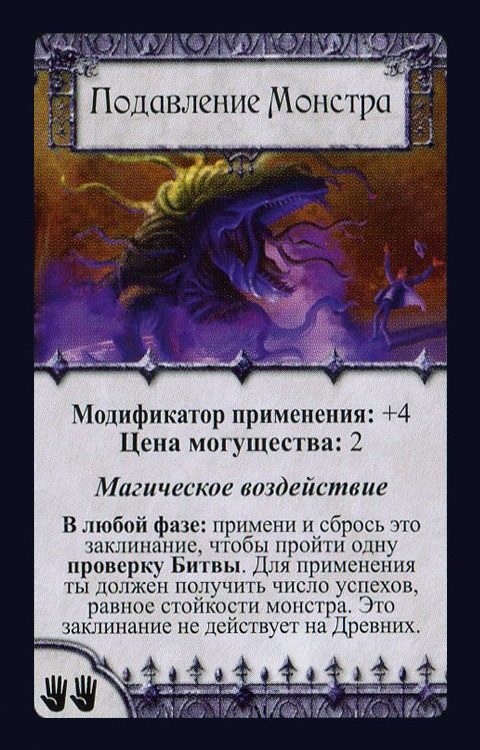 Подавление Монстра
Модификатор применения: +4
Цена могущества: 2
Магическое воздействие
В любой фазе: примени и сбрось это
заклинание, чтобы пройти одну
проверку Битвы. Для применения
ты должен получить число успехов,
равное стойкости монстра. Это
заклинание не действует на Древних.